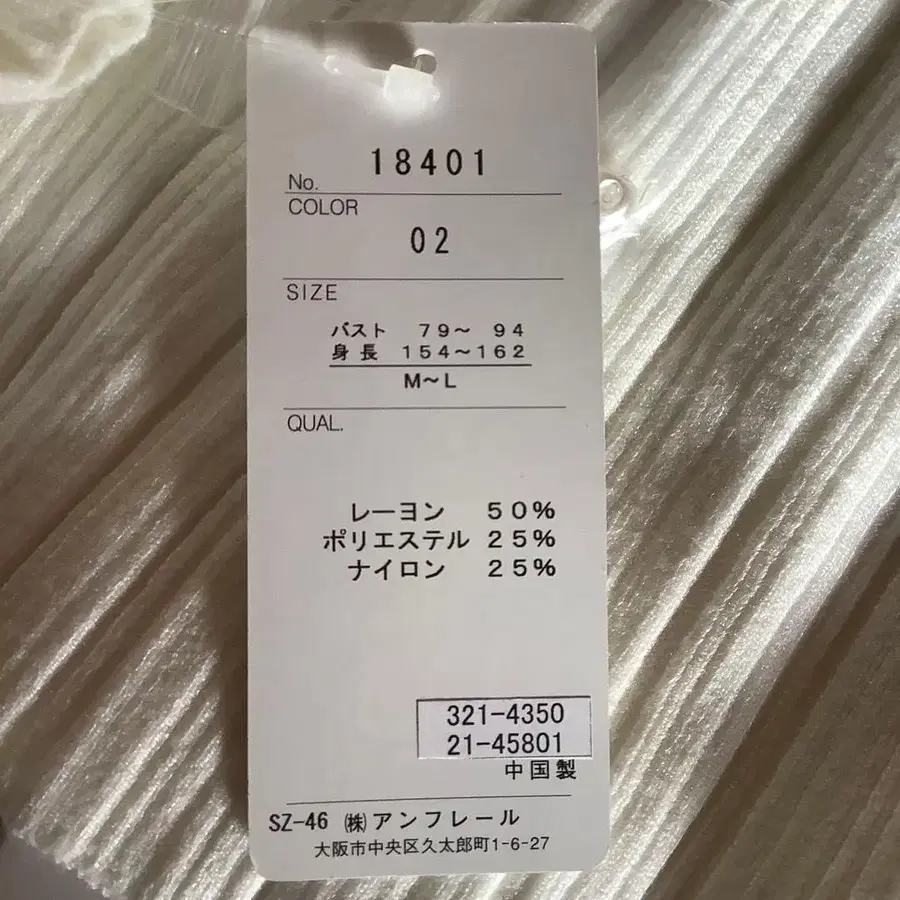 No. 18401
COLOR
02
SIZE
バスト 79～ 94
身長 154～162
M～L
QUAL.
レーヨン 50%
ポリエステル 25%
ナイロン 25%
321-4350
21-45801
中国製
SZ-46 ㈱アンフレール
大阪市中央区久太郎町1-6-27